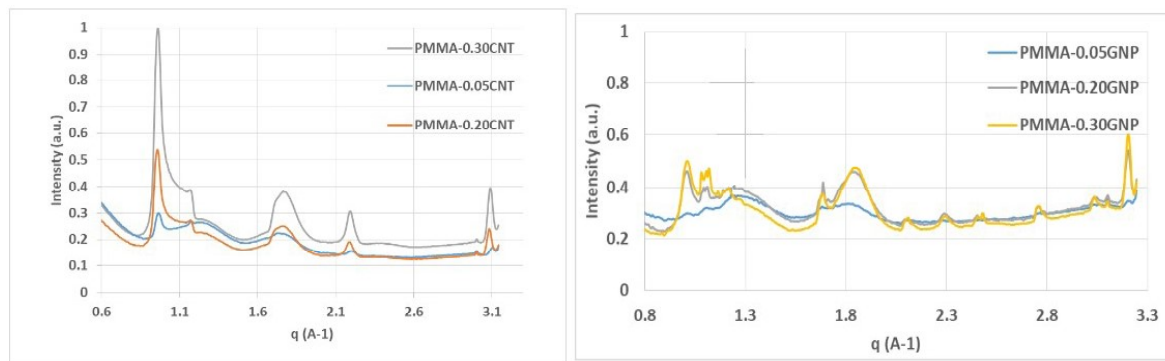 1
0.9
0.8
0.7
0.6
0.5
0.4
0.3
0.2
0.1
0
Intensity (a.u.)
PMMA-0.30CNT
PMMA-0.05CNT
PMMA-0.20CNT
0.6 1.1 1.6 2.1 2.6 3.1
q (A-1)
1
0.8
0.6
0.4
0.2
0
Intensity (a.u.)
PMMA-0.05GNP
PMMA-0.20GNP
PMMA-0.30GNP
0.8 1.3 1.8 2.3 2.8 3.3
q (A-1)